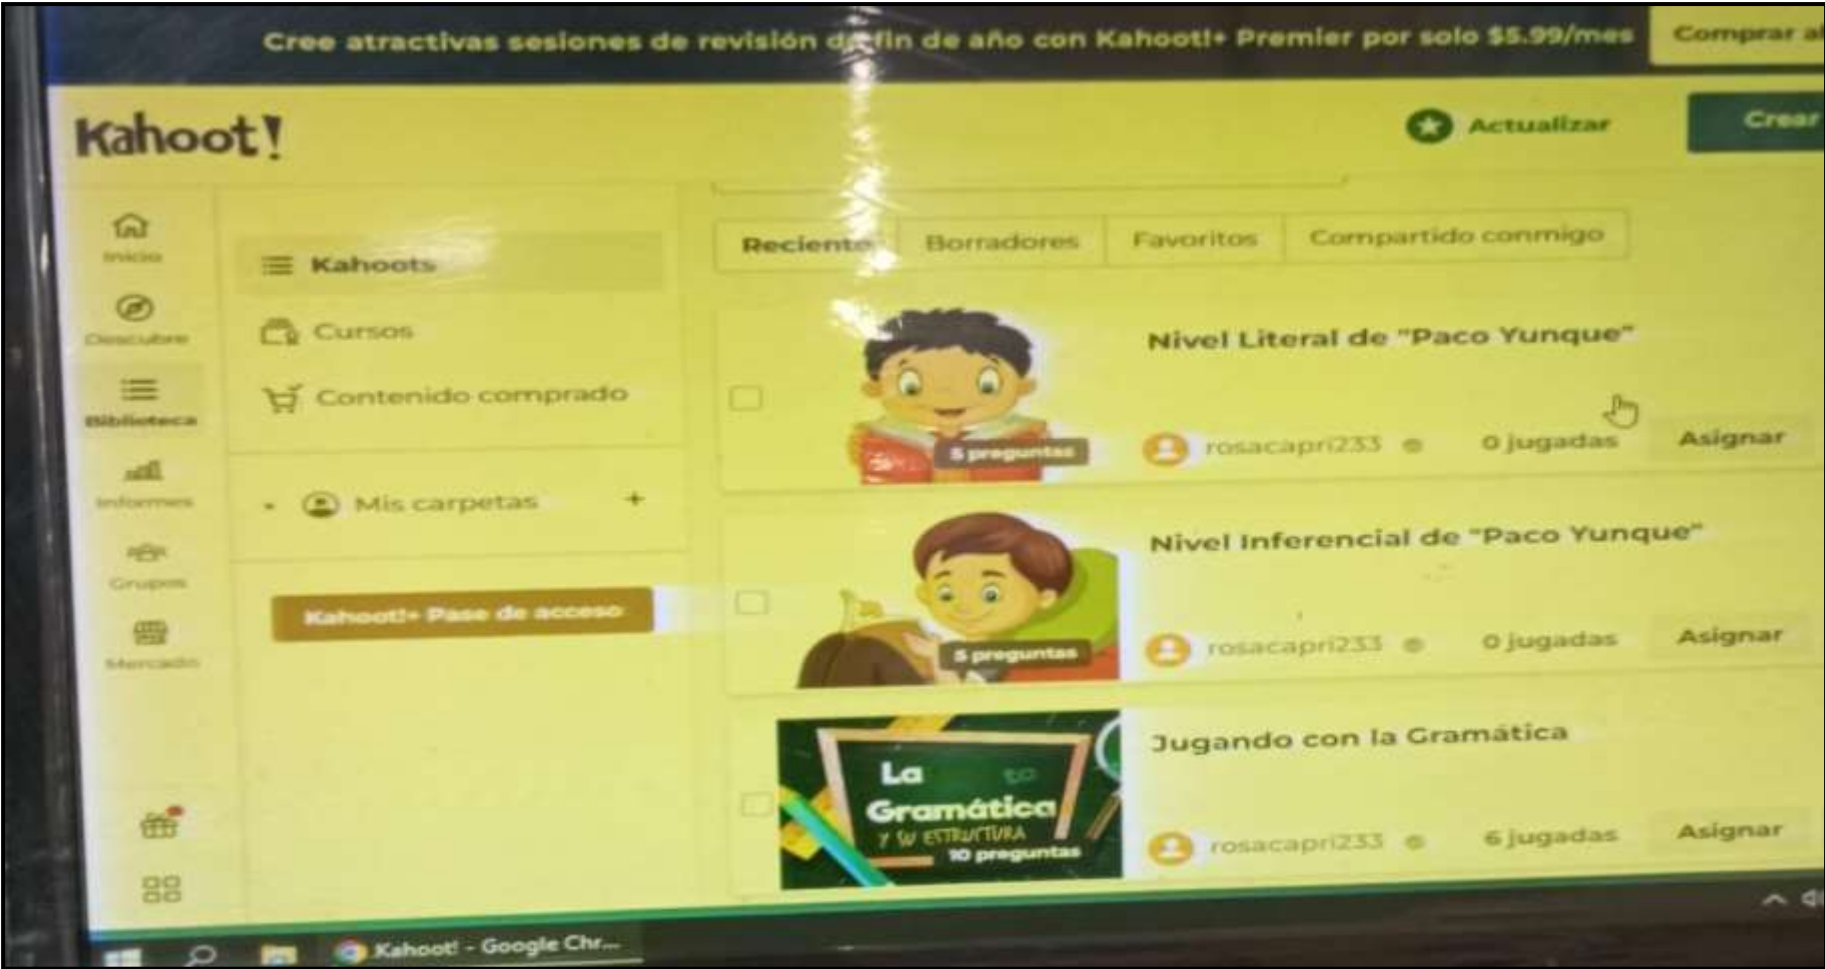 Cree atractivas sesiones de revisión de fin de año con Kahoot!+ Premier por solo $5.99/mes
Comprar
Kahoot!
Actualizar
Crear
Inicio
Descubre
Biblioteca
Informes
Grupos
Mercado
Kahoots
Cursos
Contenido comprado
Mis carpetas +
Kahoot!+ Pase de acceso
Reciente Borradores Favoritos Compartido conmigo
Nivel Literal de "Paco Yunque"
5 preguntas
rosacapri233 0 jugadas Asignar
Nivel Inferencial de "Paco Yunque"
5 preguntas
rosacapri233 0 jugadas Asignar
Jugando con la Gramática
La
Gramática
Y SU ESTRUCTURA
10 preguntas
rosacapri233 6 jugadas Asignar
Kahoot! - Google Chr...